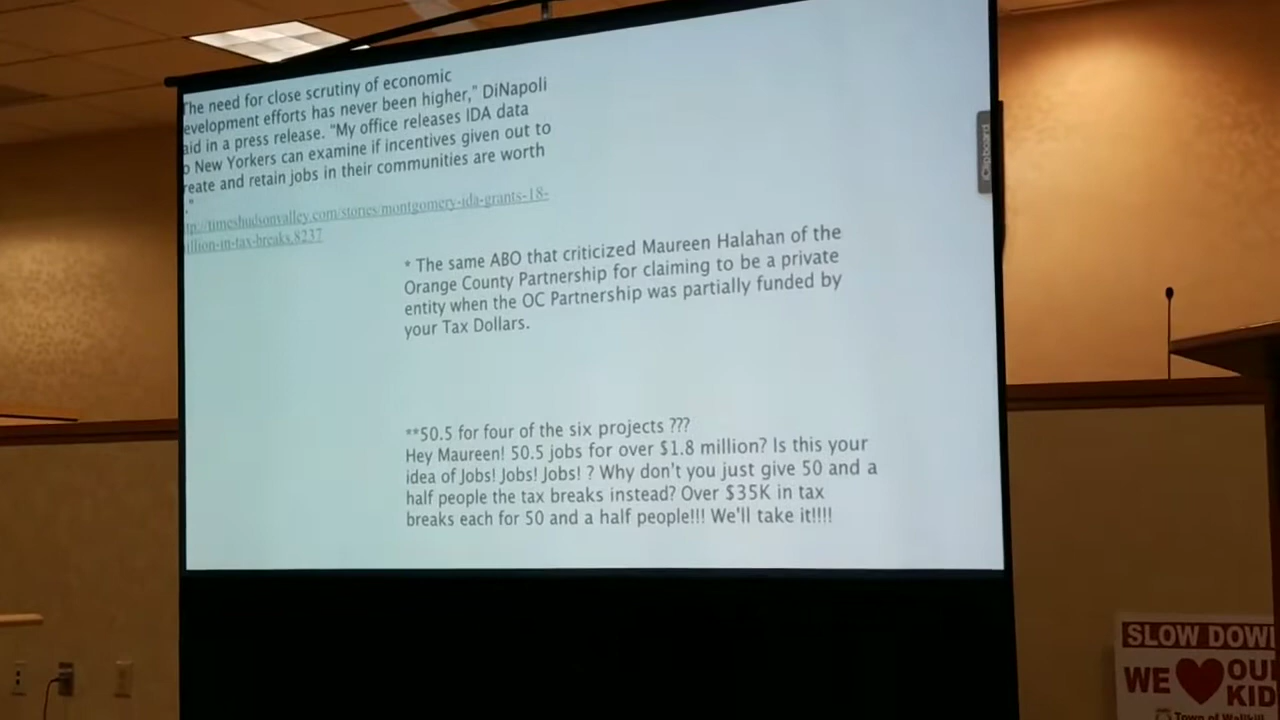 he need for close scrutiny of economic
evelopment efforts has never been higher," DiNapoli
aid in a press release. "My office releases IDA data
o New Yorkers can examine if incentives given out to
reate and retain jobs in their communities are worth
."
tp://timeshudsonvalley.com/stories/montgomery-ida-grants-18-
illion-in-tax-breaks,8237
* The same ABO that criticized Maureen Halahan of the
Orange County Partnership for claiming to be a private
entity when the OC Partnership was partially funded by
your Tax Dollars.
**50.5 for four of the six projects ???
Hey Maureen! 50.5 jobs for over $1.8 million? Is this your
idea of Jobs! Jobs! Jobs! ? Why don't you just give 50 and a
half people the tax breaks instead? Over $35K in tax
breaks each for 50 and a half people!!! We'll take it!!!!
Clipboard
SLOW DOW
WE ❤ OU
KID
Town of Wallkill